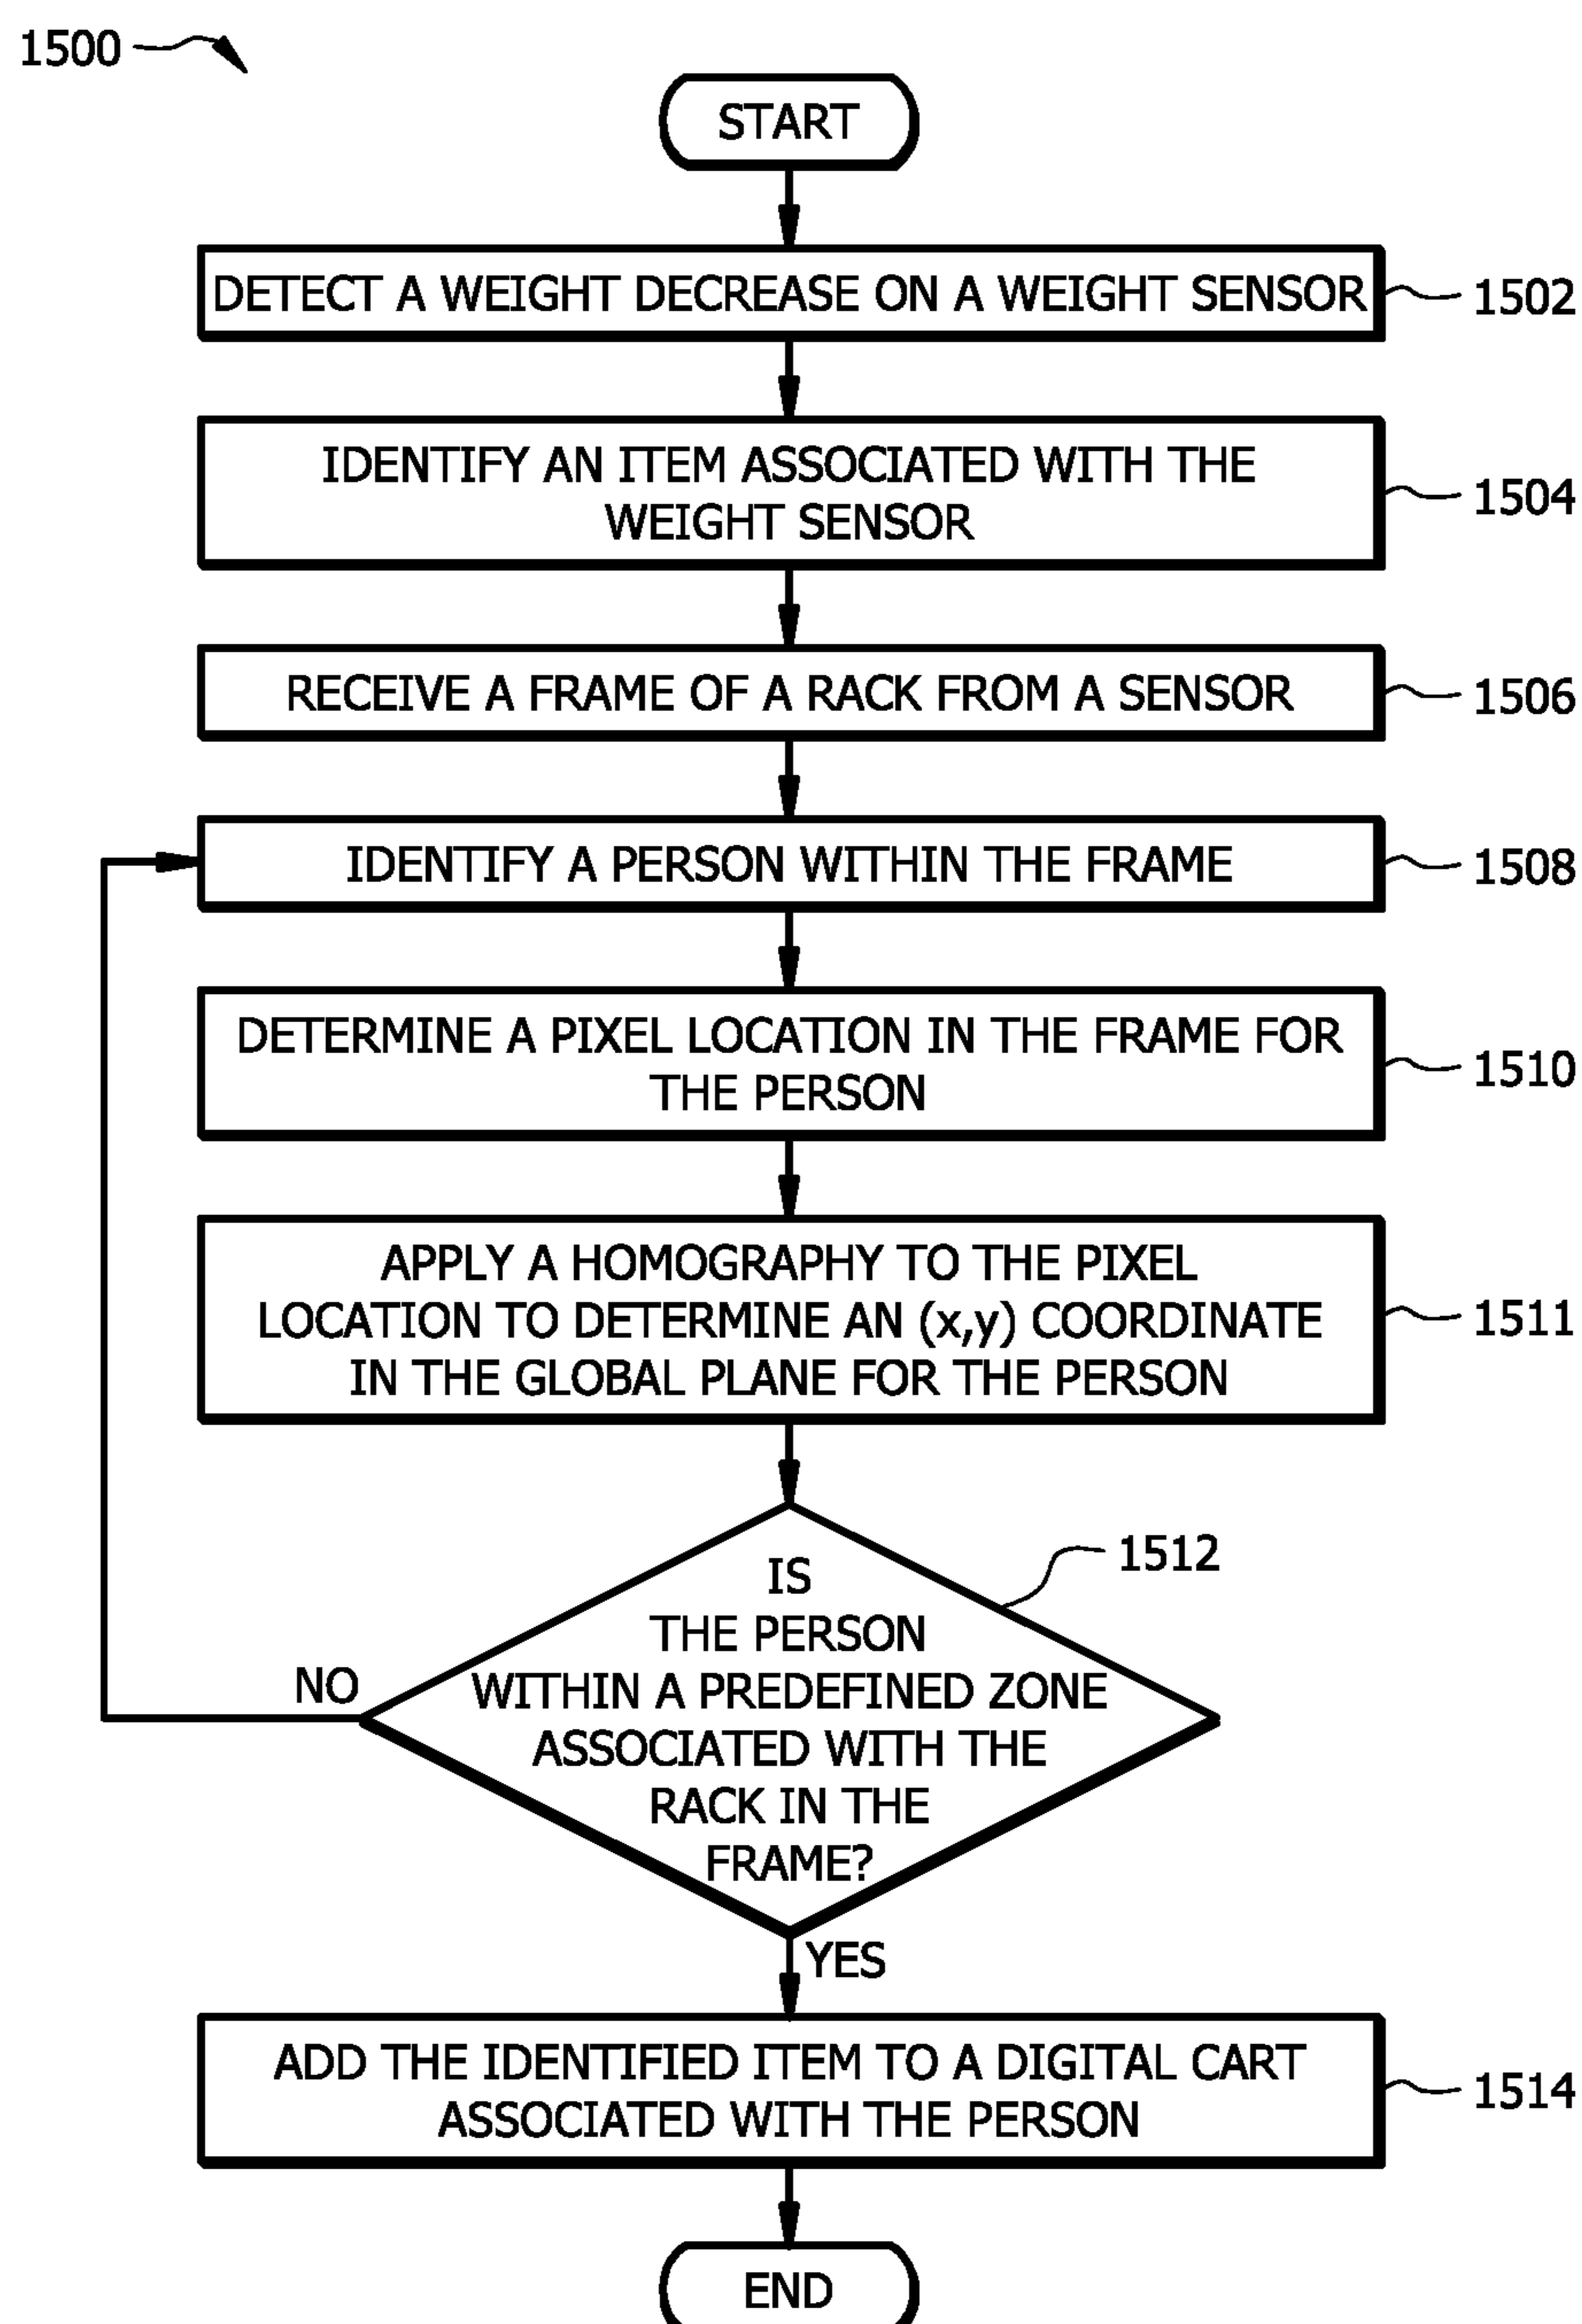 1500
START
DETECT A WEIGHT DECREASE ON A WEIGHT SENSOR
1502
IDENTIFY AN ITEM ASSOCIATED WITH THE
WEIGHT SENSOR
1504
RECEIVE A FRAME OF A RACK FROM A SENSOR
1506
IDENTIFY A PERSON WITHIN THE FRAME
1508
DETERMINE A PIXEL LOCATION IN THE FRAME FOR
THE PERSON
1510
APPLY A HOMOGRAPHY TO THE PIXEL
LOCATION TO DETERMINE AN (x,y) COORDINATE
IN THE GLOBAL PLANE FOR THE PERSON
1511
1512
IS
THE PERSON
WITHIN A PREDEFINED ZONE
ASSOCIATED WITH THE
RACK IN THE
FRAME?
NO
YES
ADD THE IDENTIFIED ITEM TO A DIGITAL CART
ASSOCIATED WITH THE PERSON
1514
END